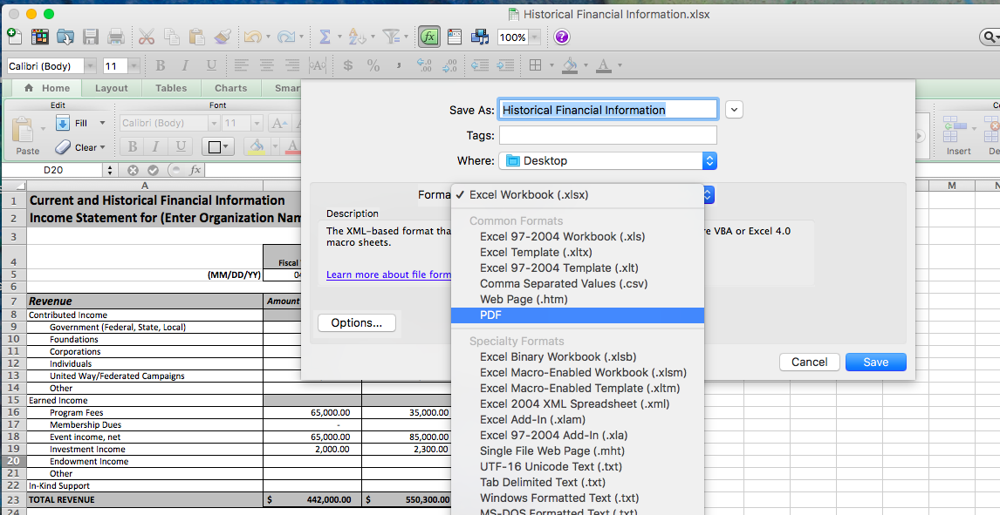 Historical Financial Information.xlsx
fx 100% ?
Calibri (Body) 11 B I U $ %
Home Layout Tables Charts Smar
Edit Font
Fill Calibri (Body) 11 A
Paste Clear B I U A Insert De
D20 fx
A M
1 Current and Historical Financial Information
2 Income Statement for (Enter Organization Nam
3
4 Fiscal
5 (MM/DD/YY) 04
6
7 Revenue Amount
8 Contributed Income
9 Government (Federal, State, Local)
10 Foundations
11 Corporations
12 Individuals
13 United Way/Federated Campaigns
14 Other
15 Earned Income
16 Program Fees 65,000.00 35,000.00
17 Membership Dues -
18 Event income, net 65,000.00 85,000.00
19 Investment Income 2,000.00 2,300.00
20 Endowment Income
21 Other
22 In-Kind Support
23 TOTAL REVENUE $ 442,000.00 $ 550,300.00
24
Save As: Historical Financial Information
Tags:
Where: Desktop
Forma ✓ Excel Workbook (.xlsx)
Description
The XML-based format tha
re VBA or Excel 4.0
macro sheets.
Learn more about file form
Options...
Cancel Save
Common Formats
Excel 97-2004 Workbook (.xls)
Excel Template (.xltx)
Excel 97-2004 Template (.xlt)
Comma Separated Values (.csv)
Web Page (.htm)
PDF
Specialty Formats
Excel Binary Workbook (.xlsb)
Excel Macro-Enabled Workbook (.xlsm)
Excel Macro-Enabled Template (.xltm)
Excel 2004 XML Spreadsheet (.xml)
Excel Add-In (.xlam)
Excel 97-2004 Add-In (.xla)
Single File Web Page (.mht)
UTF-16 Unicode Text (.txt)
Tab Delimited Text (.txt)
Windows Formatted Text (.txt)
MS-DOS Formatted Text (.txt)